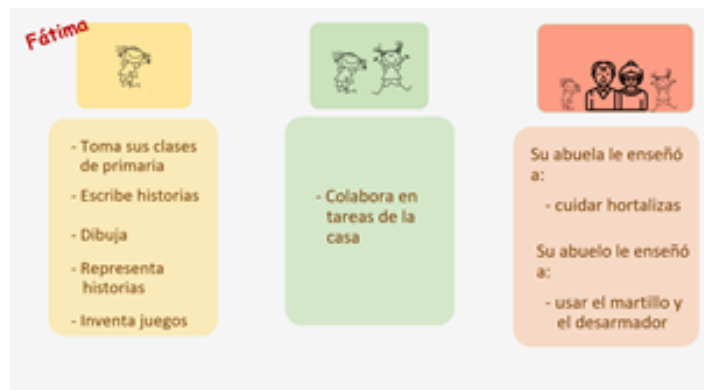 Fátima
- Toma sus clases
de primaria
- Escribe historias
- Dibuja
- Representa
historias
- Inventa juegos
- Colabora en
tareas de la
casa
Su abuela le enseñó
a:
- cuidar hortalizas
Su abuelo le enseñó
a:
- usar el martillo y
el desarmador